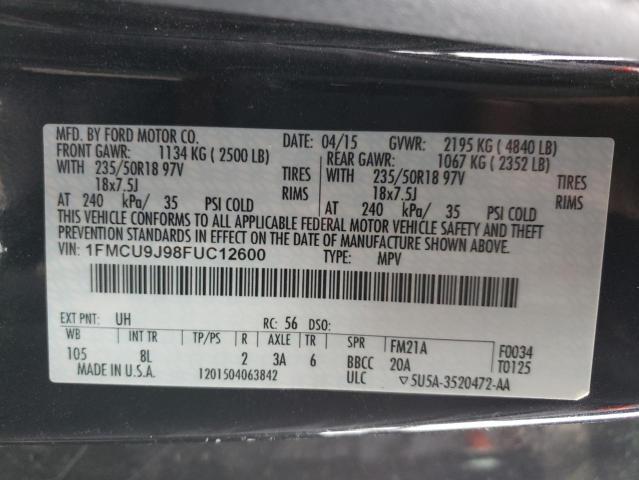 MFD. BY FORD MOTOR CO. DATE: 04/15 GVWR: 2195 KG (4840 LB)
FRONT GAWR: 1134 KG (2500 LB) REAR GAWR: 1067 KG (2352 LB)
WITH 235/50R18 97V TIRES WITH 235/50R18 97V TIRES
18x7.5J RIMS 18x7.5J RIMS
AT 240 kPa/ 35 PSI COLD AT 240 kPa/ 35 PSI COLD
THIS VEHICLE CONFORMS TO ALL APPLICABLE FEDERAL MOTOR VEHICLE SAFETY AND THEFT
PREVENTION STANDARDS IN EFFECT ON THE DATE OF MANUFACTURE SHOWN ABOVE.
VIN: 1FMCU9J98FUC12600 TYPE: MPV
EXT PNT: UH RC: 56 DSO:
WB INT TR TP/PS R AXLE TR SPR FM21A F0034
105 8L 2 3A 6 BBCC 20A T0125
MADE IN U.S.A. 1201504063842 ULC ▽5U5A-3520472-AA